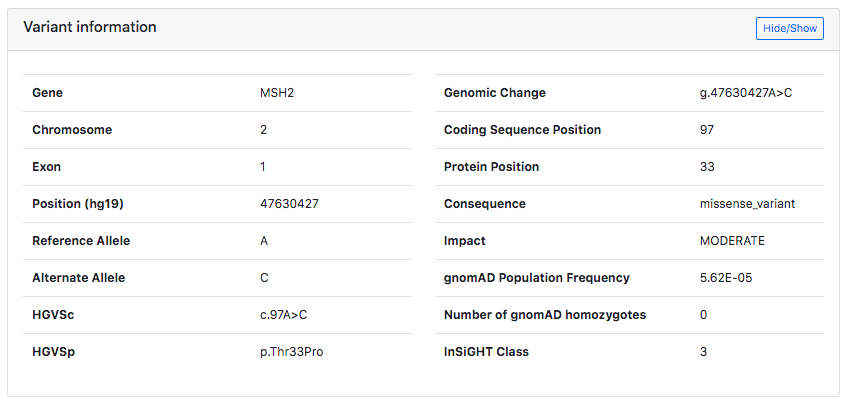 Variant information
Hide/Show
Gene MSH2
Chromosome 2
Exon 1
Position (hg19) 47630427
Reference Allele A
Alternate Allele C
HGVSc c.97A>C
HGVSp p.Thr33Pro
Genomic Change g.47630427A>C
Coding Sequence Position 97
Protein Position 33
Consequence missense_variant
Impact MODERATE
gnomAD Population Frequency 5.62E-05
Number of gnomAD homozygotes 0
InSiGHT Class 3